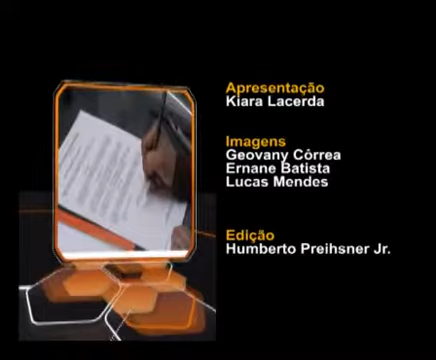 Apresentação
Kiara Lacerda
Imagens
Geovany Côrrea
Ernane Batista
Lucas Mendes
Edição
Humberto Preihsner Jr.